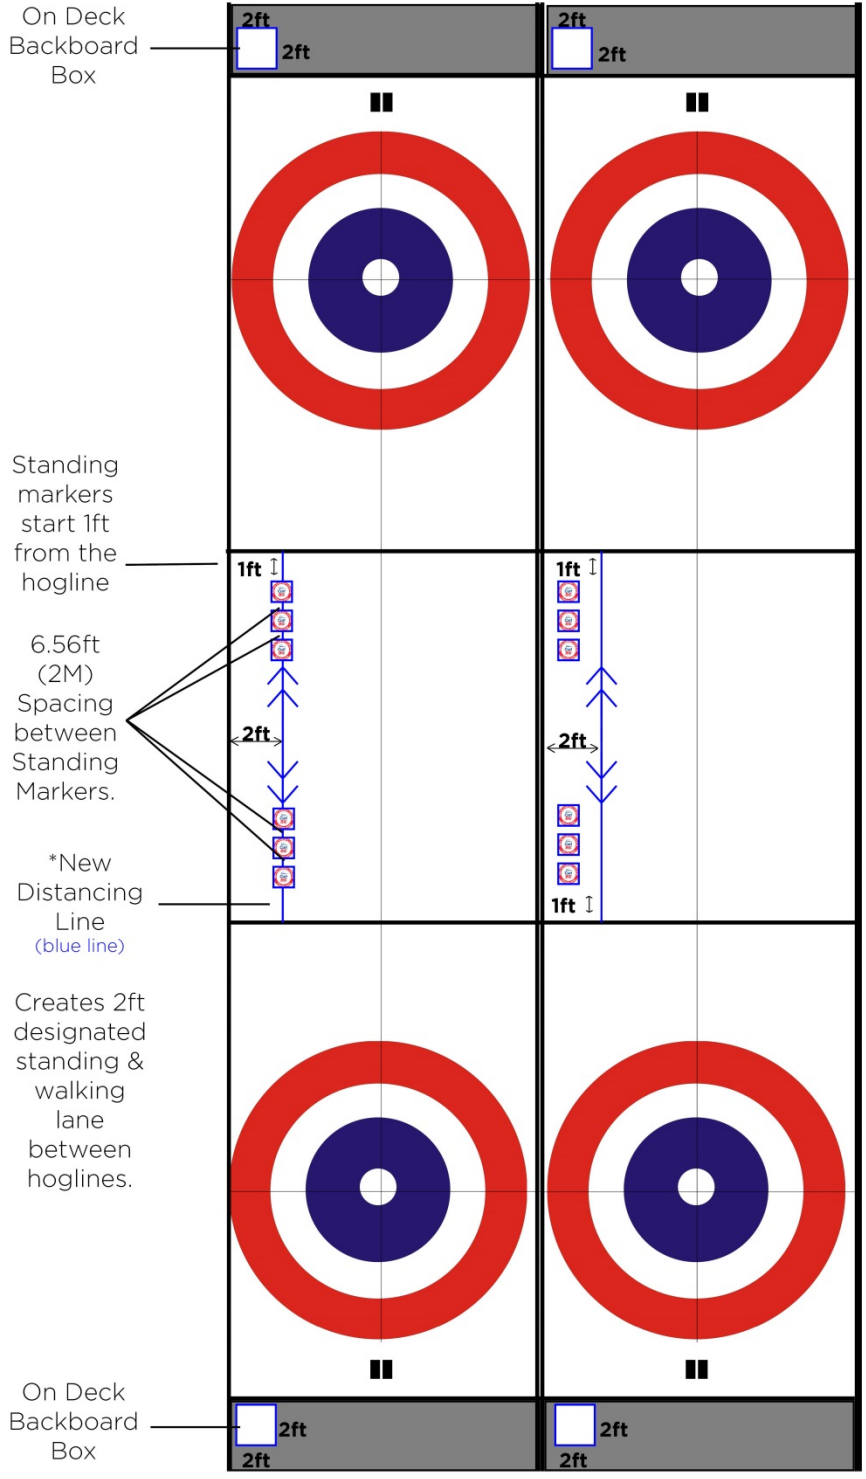 On Deck
Backboard
Box
2ft
2ft
2ft
2ft
Standing
markers
start 1ft
from the
hogline
1ft
1ft
6.56ft
(2M)
Spacing
between
Standing
Markers.
2ft
2ft
*New
Distancing
Line
(blue line)
1ft
Creates 2ft
designated
standing &
walking
lane
between
hoglines.
On Deck
Backboard
Box
2ft
2ft
2ft
2ft